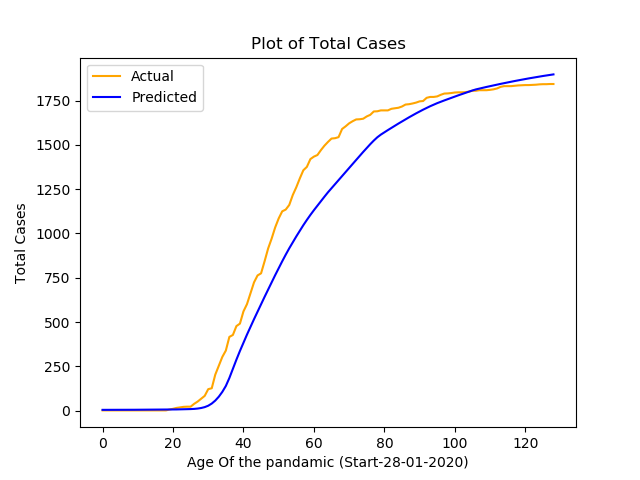 Plot of Total Cases
Actual
Predicted
1750
1500
1250
1000
750
500
250
0
Total Cases
0 20 40 60 80 100 120
Age Of the pandamic (Start-28-01-2020)